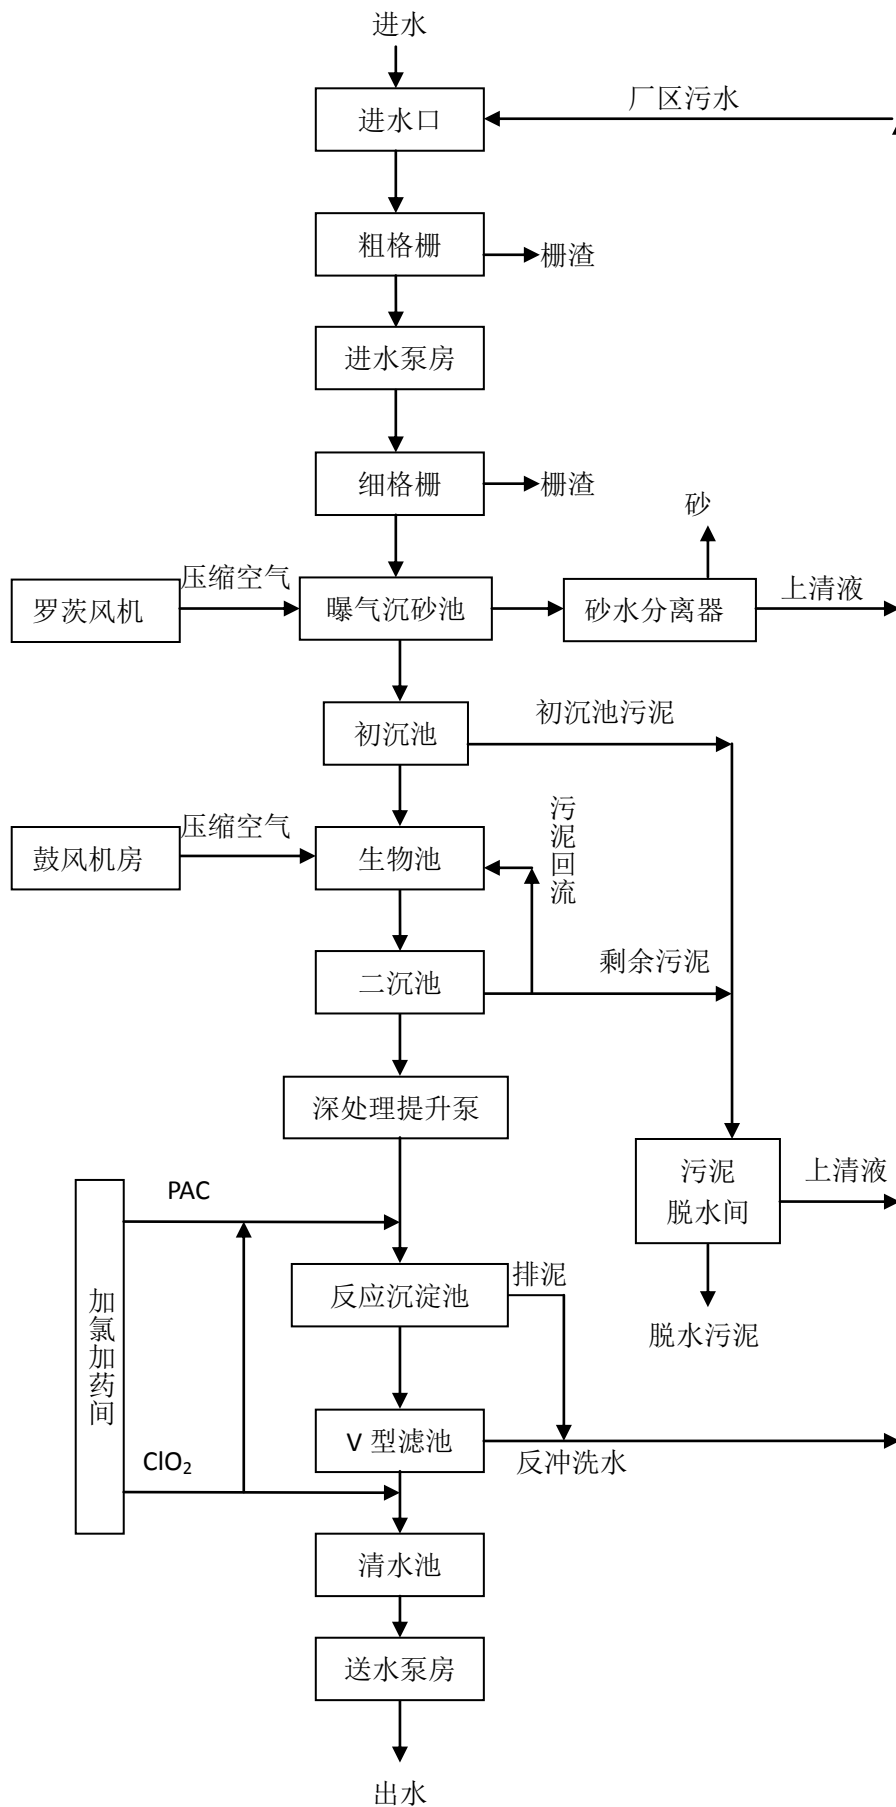 进水
厂区污水
进水口
粗格栅
栅渣
进水泵房
细格栅
栅渣
砂
压缩空气
罗茨风机
曝气沉砂池
砂水分离器
上清液
初沉池
初沉池污泥
压缩空气
鼓风机房
生物池
污泥回流
二沉池
剩余污泥
深处理提升泵
污泥
脱水间
上清液
PAC
加氯加药间
反应沉淀池
排泥
脱水污泥
V 型滤池
反冲洗水
ClO₂
清水池
送水泵房
出水